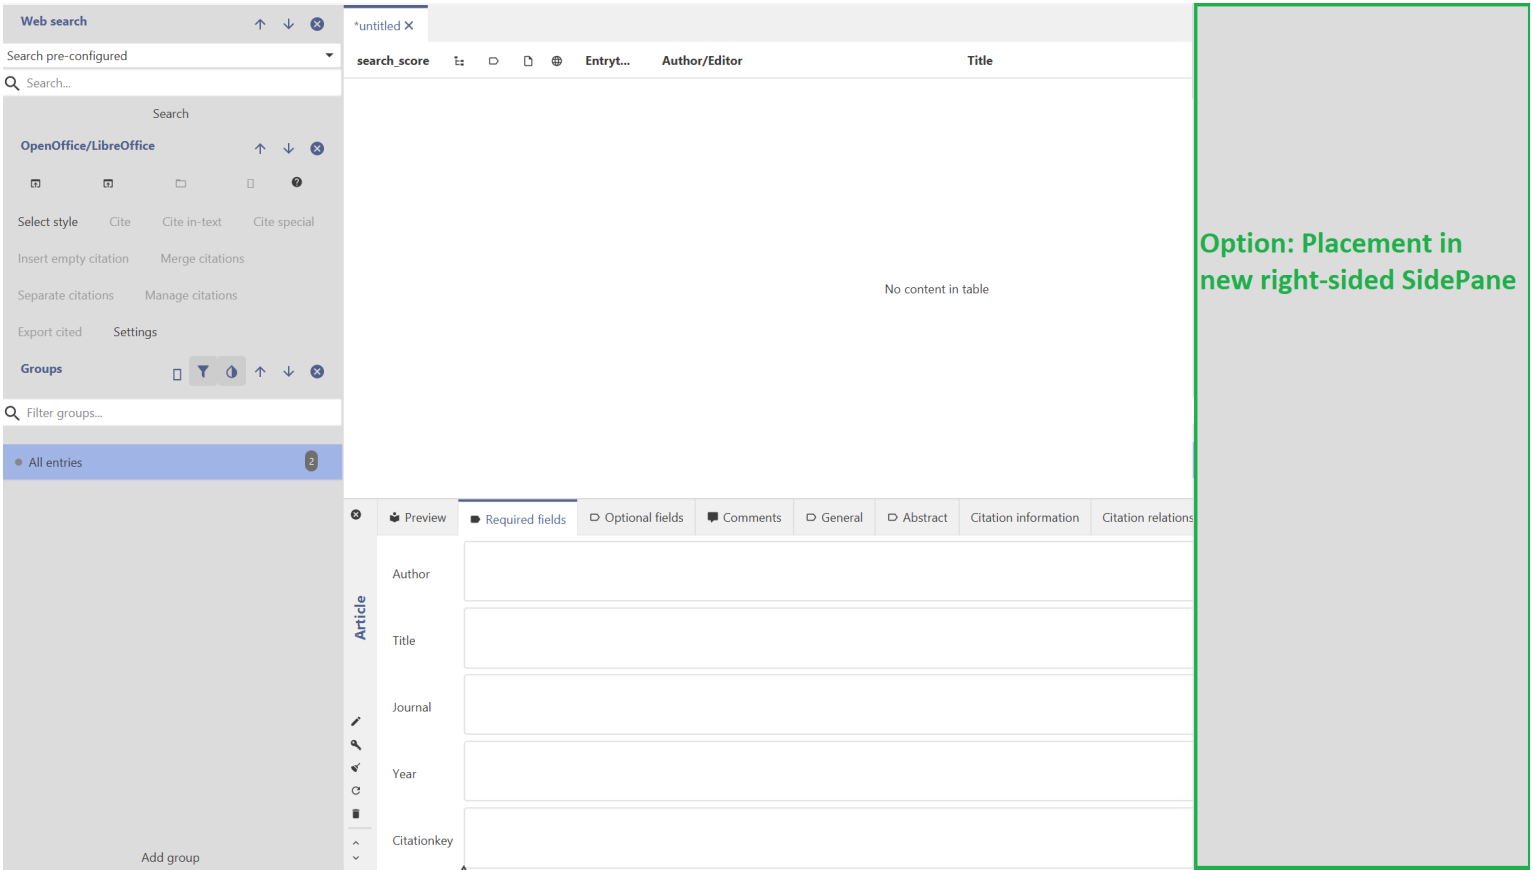 Web search
Search pre-configured
Search...
Search
OpenOffice/LibreOffice
Select style Cite Cite in-text Cite special
Insert empty citation Merge citations
Separate citations Manage citations
Export cited Settings
Groups
Filter groups...
All entries 2
Add group
*untitled
search_score Entryt... Author/Editor Title
No content in table
Preview Required fields Optional fields Comments General Abstract Citation information Citation relations
Article
Author
Title
Journal
Year
Citationkey
Option: Placement in
new right-sided SidePane